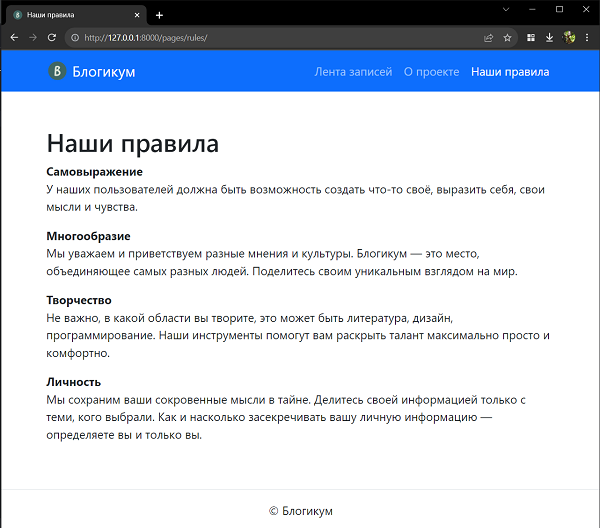 Наши правила
http://127.0.0.1:8000/pages/rules/
B Блогикум
Лента записей О проекте Наши правила
Наши правила
Самовыражение
У наших пользователей должна быть возможность создать что-то своё, выразить себя, свои
мысли и чувства.
Многообразие
Мы уважаем и приветствуем разные мнения и культуры. Блогикум — это место,
объединяющее самых разных людей. Поделитесь своим уникальным взглядом на мир.
Творчество
Не важно, в какой области вы творите, это может быть литература, дизайн,
программирование. Наши инструменты помогут вам раскрыть талант максимально просто и
комфортно.
Личность
Мы сохраним ваши сокровенные мысли в тайне. Делитесь своей информацией только с
теми, кого выбрали. Как и насколько засекречивать вашу личную информацию —
определяете вы и только вы.
© Блогикум